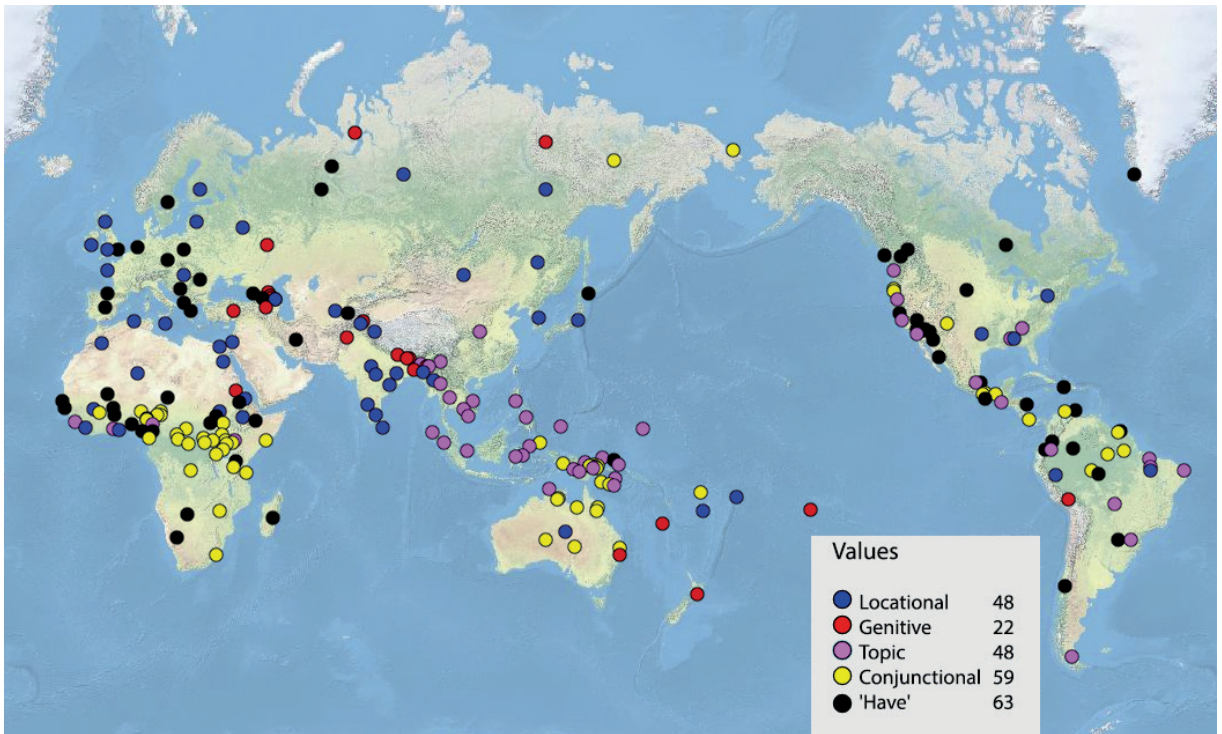 Values
Locational 48
Genitive 22
Topic 48
Conjunctional 59
'Have' 63